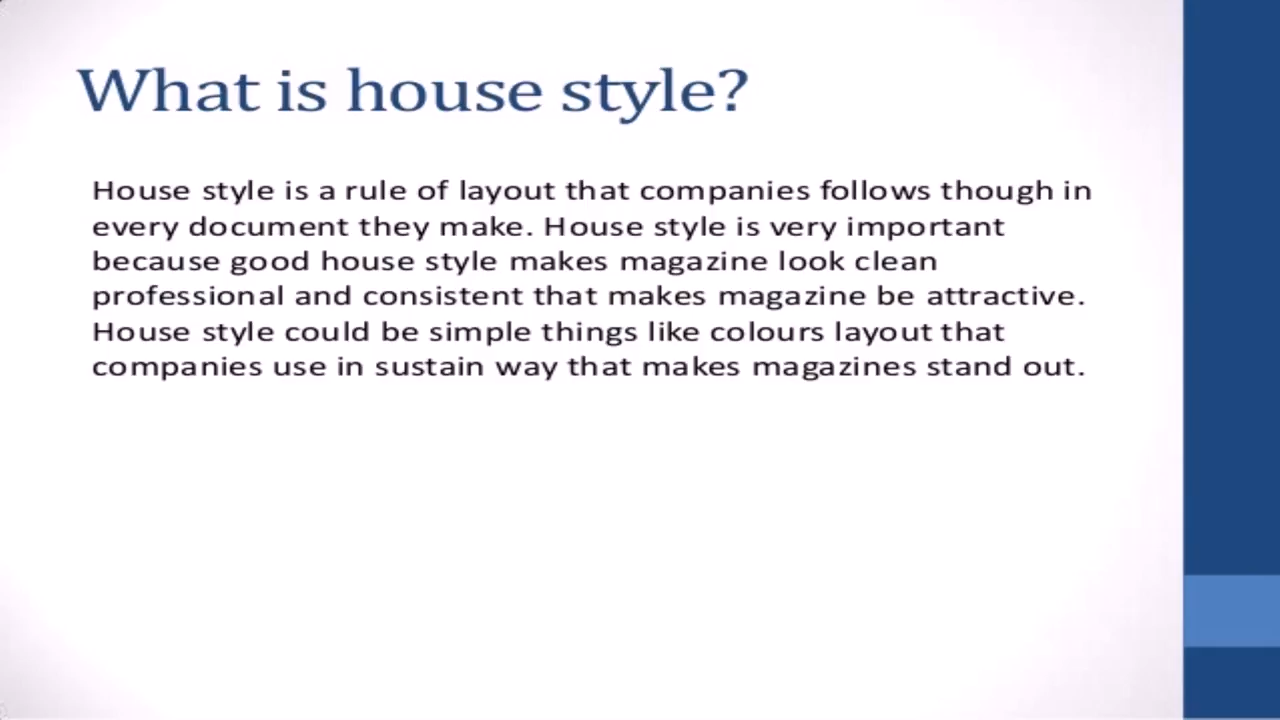 What is house style?
House style is a rule of layout that companies follows though in
every document they make. House style is very important
because good house style makes magazine look clean
professional and consistent that makes magazine be attractive.
House style could be simple things like colours layout that
companies use in sustain way that makes magazines stand out.